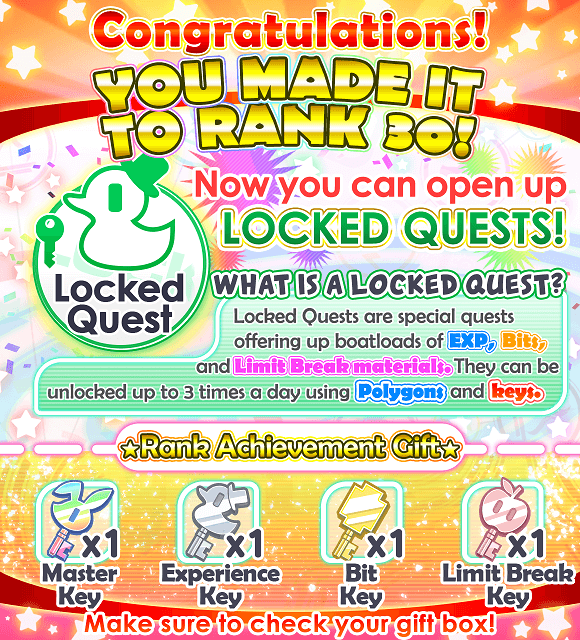 Congratulations!
YOU MADE IT
TO RANK 30!
Now you can open up
LOCKED QUESTS!
Locked
Quest
WHAT IS A LOCKED QUEST?
Locked Quests are special quests
offering up boatloads of EXP, Bits,
and Limit Break materials. They can be
unlocked up to 3 times a day using Polygons and keys.
★Rank Achievement Gift★
x1
Master
Key
x1
Experience
Key
x1
Bit
Key
x1
Limit Break
Key
Make sure to check your gift box!